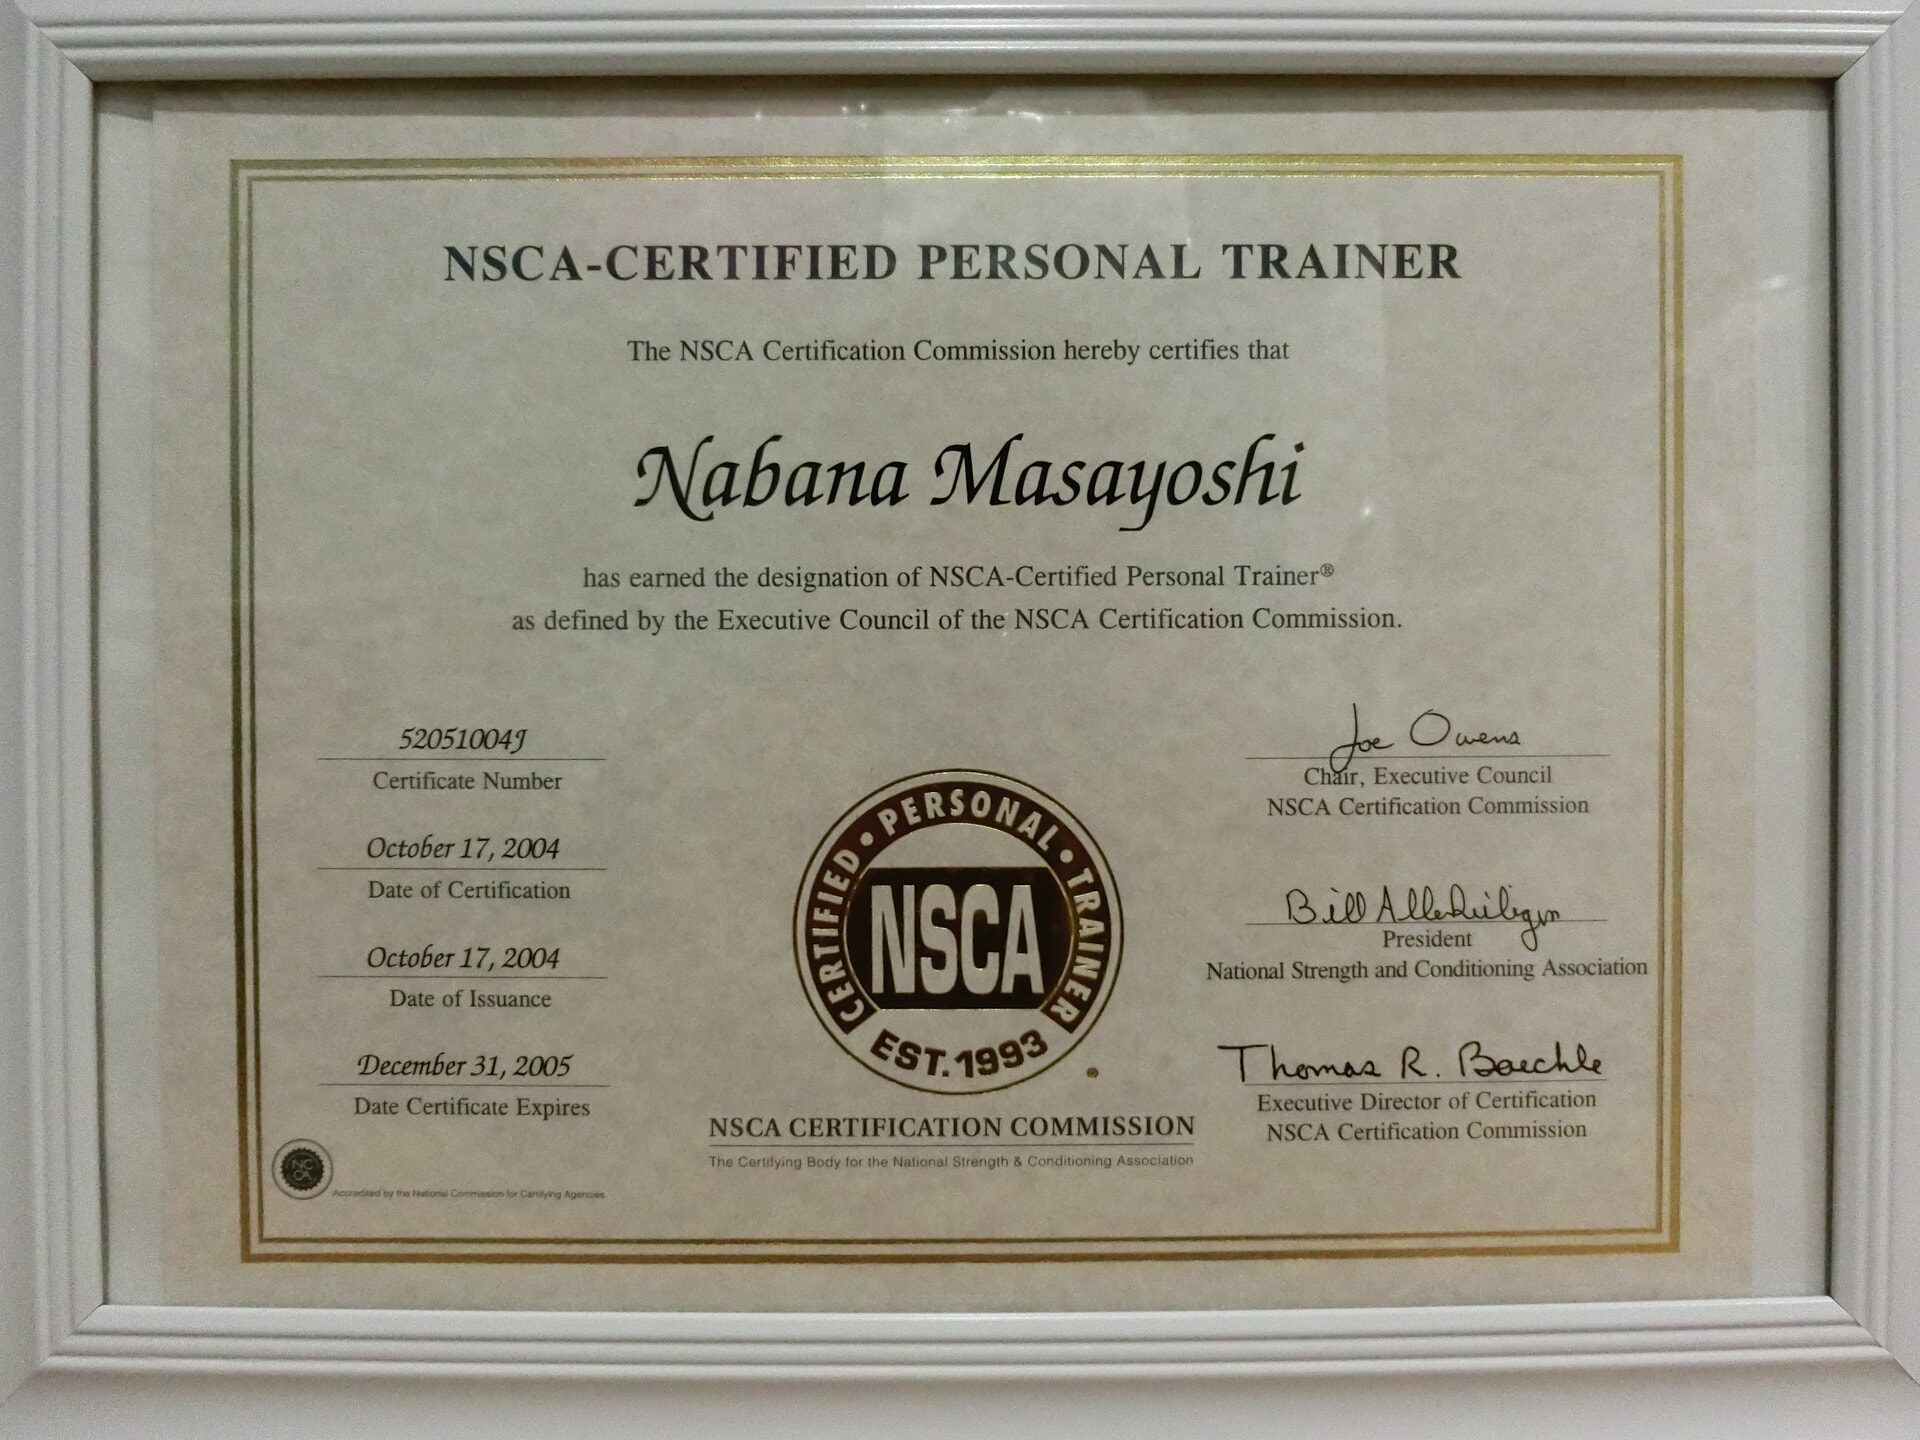 NSCA-CERTIFIED PERSONAL TRAINER
The NSCA Certification Commission hereby certifies that
Nabana Masayoshi
has earned the designation of NSCA-Certified Personal Trainer®
as defined by the Executive Council of the NSCA Certification Commission.
52051004J
Certificate Number
October 17, 2004
Date of Certification
October 17, 2004
Date of Issuance
December 31, 2005
Date Certificate Expires
NCCA
Accredited by the National Commission for Certifying Agencies
CERTIFIED • PERSONAL • TRAINER
NSCA
EST. 1993
®
NSCA CERTIFICATION COMMISSION
The Certifying Body for the National Strength & Conditioning Association
Joe Owens
Chair, Executive Council
NSCA Certification Commission
Bill Allerheiligen
President
National Strength and Conditioning Association
Thomas R. Baechle
Executive Director of Certification
NSCA Certification Commission